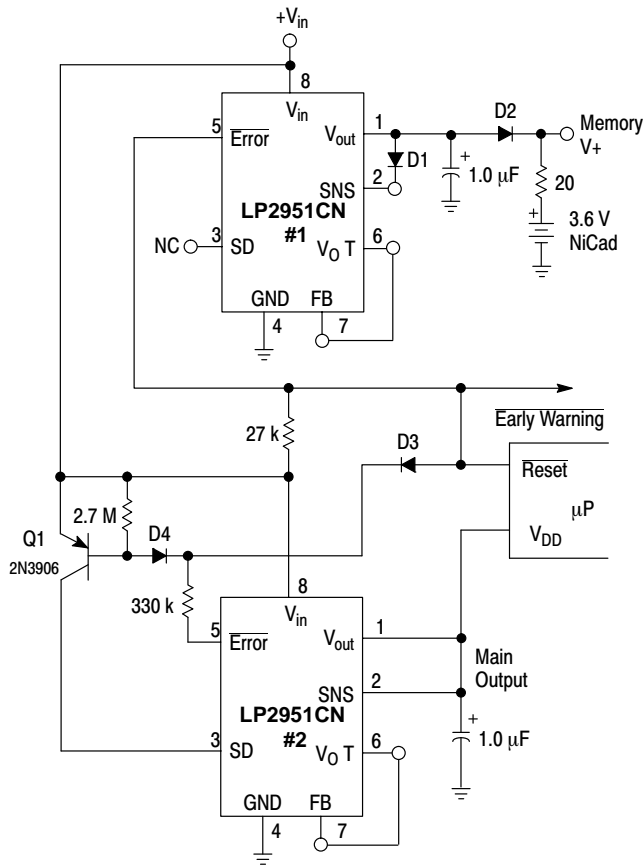 +Vin
8
Vin
5
Error
Vout
1
D2
Memory
V+
D1
+
1.0 μF
SNS
2
20
LP2951CN
#1
+
3.6 V
NiCad
NC
3
SD
VO T
6
GND
FB
4
7
27 k
Early Warning
D3
Reset
μP
2.7 M
VDD
Q1
D4
2N3906
8
330 k
Vin
5
Error
Vout
1
Main
Output
SNS
2
LP2951CN
#2
+
1.0 μF
3
SD
VO T
6
GND
FB
4
7